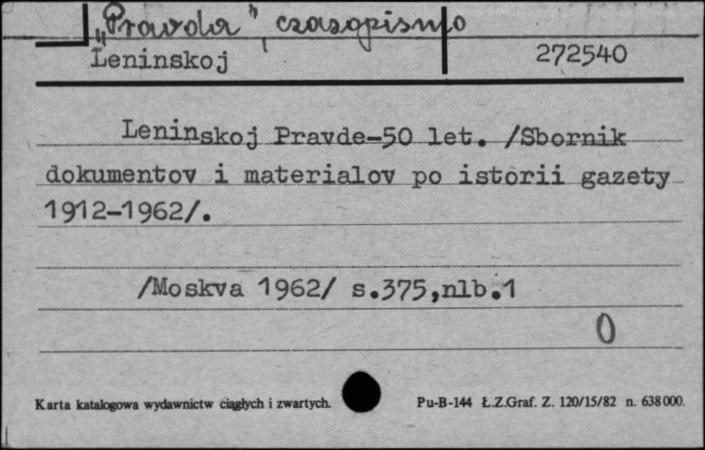 „Prawda", czasopismo
Leninskoj 272540
Leninskoj Pravde-50 let. /Sbornik
dokumentov i materialov po istorii gazety
1912-1962/.
/Moskva 1962/ s.375,nlb.1
0
Karta katalogowa wydawnictw ciągłych i zwartych. Pu-B-144 Ł.Z.Graf. Z. 120/15/82 n. 638000.